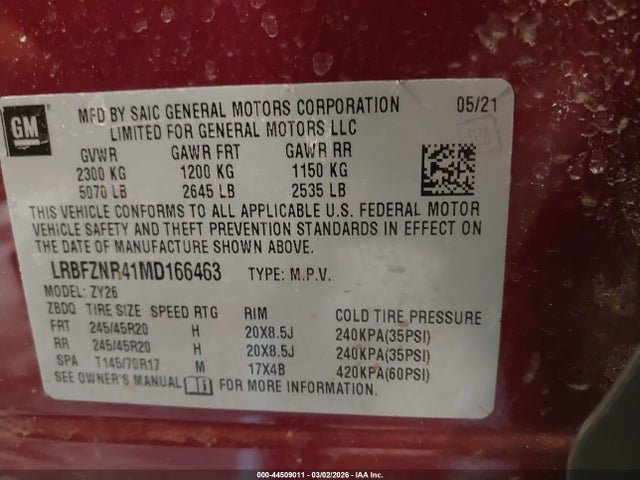 GM
MFD BY SAIC GENERAL MOTORS CORPORATION 05/21
LIMITED FOR GENERAL MOTORS LLC
GVWR GAWR FRT GAWR RR
2300 KG 1200 KG 1150 KG
5070 LB 2645 LB 2535 LB
THIS VEHICLE CONFORMS TO ALL APPLICABLE U.S. FEDERAL MOTOR
VEHICLE SAFETY AND THEFT PREVENTION STANDARDS IN EFFECT ON
THE DATE OF MANUFACTURE SHOWN ABOVE.
LRBFZNR41MD166463 TYPE: M.P.V.
MODEL: ZY26
ZBDQ TIRE SIZE SPEED RTG RIM COLD TIRE PRESSURE
FRT 245/45R20 H 20X8.5J 240KPA(35PSI)
RR 245/45R20 H 20X8.5J 240KPA(35PSI)
SPA T145/70R17 M 17X4B 420KPA(60PSI)
SEE OWNER'S MANUAL FOR MORE INFORMATION.
000-44509011 - 03/02/2026 - IAA Inc.